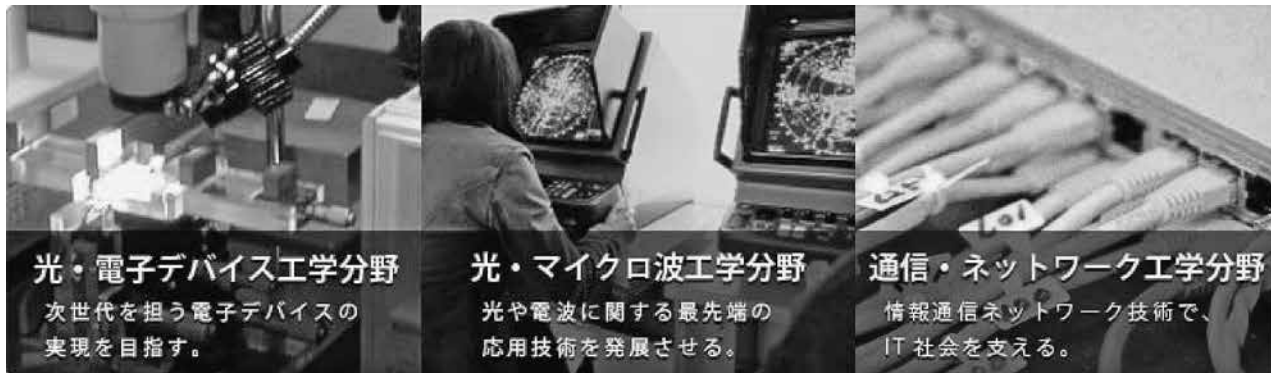 光・電子デバイス工学分野
次世代を担う電子デバイスの
実現を目指す。
光・マイクロ波工学分野
光や電波に関する最先端の
応用技術を発展させる。
通信・ネットワーク工学分野
情報通信ネットワーク技術で、
IT 社会を支える。